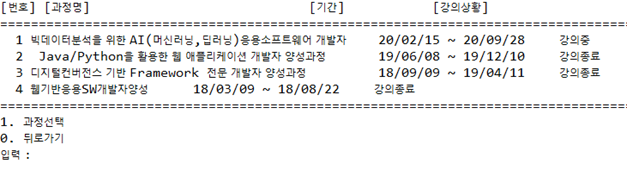 [번호] [과정명] [기간] [강의상황]
================================================================================
1 빅데이터분석을 위한 AI(머신러닝,딥러닝)응용소프트웨어 개발자 20/02/15 ~ 20/09/28 강의중
2 Java/Python을 활용한 웹 애플리케이션 개발자 양성과정 19/06/08 ~ 19/12/10 강의종료
3 디지털컨버전스 기반 Framework 전문 개발자 양성과정 18/09/09 ~ 19/04/11 강의종료
4 웹기반응용SW개발자양성 18/03/09 ~ 18/08/22 강의종료
================================================================================
1. 과정선택
0. 뒤로가기
입력 :